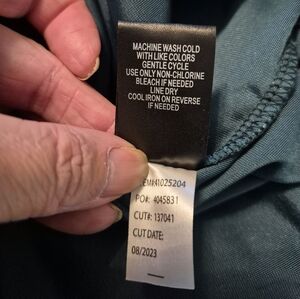 MACHINE WASH COLD
WITH LIKE COLORS
GENTLE CYCLE
USE ONLY NON-CHLORINE
BLEACH IF NEEDED
LINE DRY
COOL IRON ON REVERSE
IF NEEDED
PO#: 4045831
CUT#: 137041
CUT DATE:
08/2023